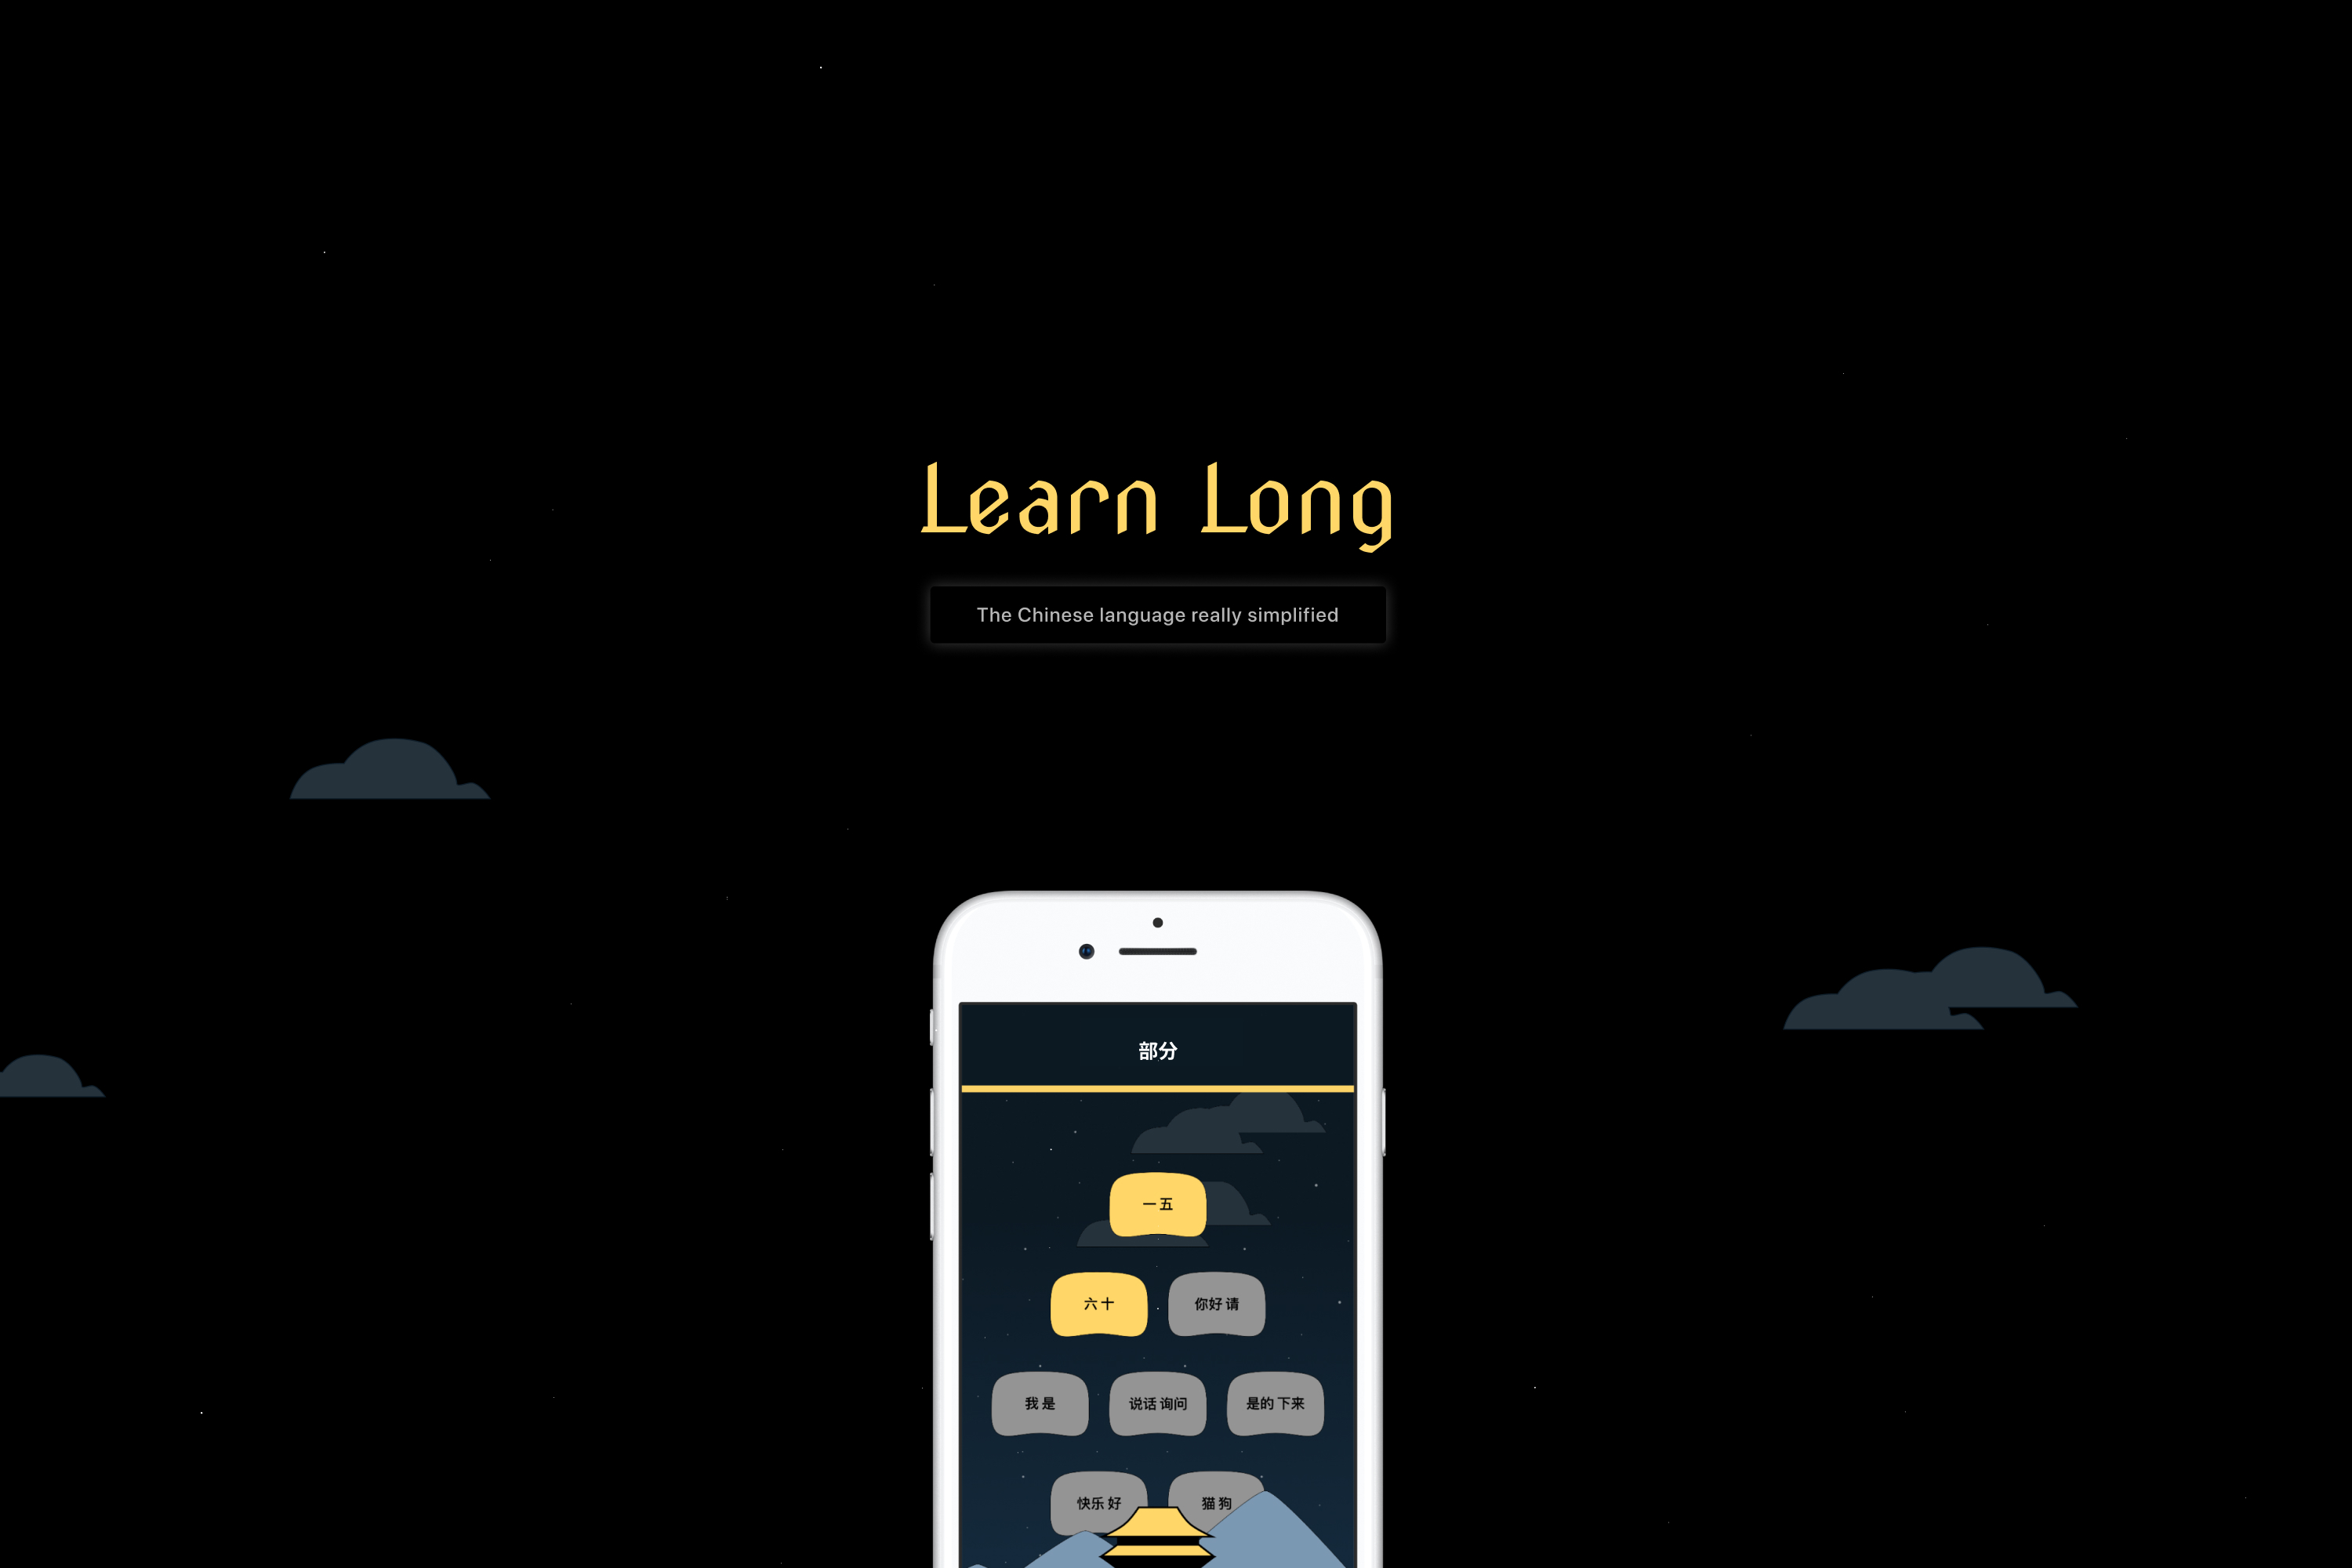 Learn Long
The Chinese language really simplified
部分
一 五
六 十
你好 请
我 是
说话 询问
是的 下来
快乐 好
猫 狗